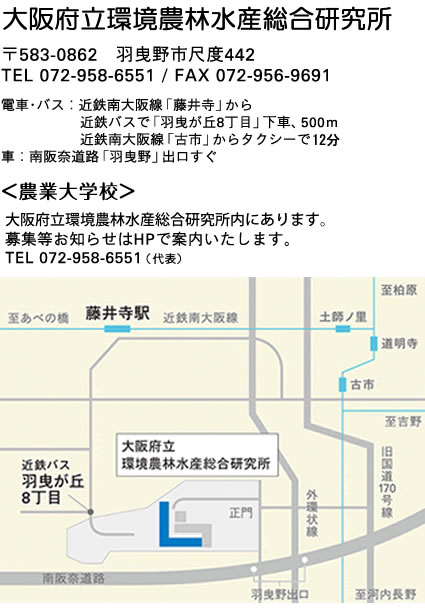 大阪府立環境農林水産総合研究所
〒583-0862　羽曳野市尺度442
TEL 072-958-6551 / FAX 072-956-9691
電車・バス：近鉄南大阪線「藤井寺」から
近鉄バスで「羽曳が丘8丁目」下車、500m
近鉄南大阪線「古市」からタクシーで12分
車：南阪奈道路「羽曳野」出口すぐ
＜農業大学校＞
大阪府立環境農林水産総合研究所内にあります。
募集等お知らせはHPで案内いたします。
TEL 072-958-6551（代表）
至柏原
至あべの橋
藤井寺駅
近鉄南大阪線
土師ノ里
道明寺
古市
至吉野
大阪府立
環境農林水産総合研究所
近鉄バス
羽曳が丘
8丁目
正門
外環状線
旧国道170号線
南阪奈道路
羽曳野出口
至河内長野